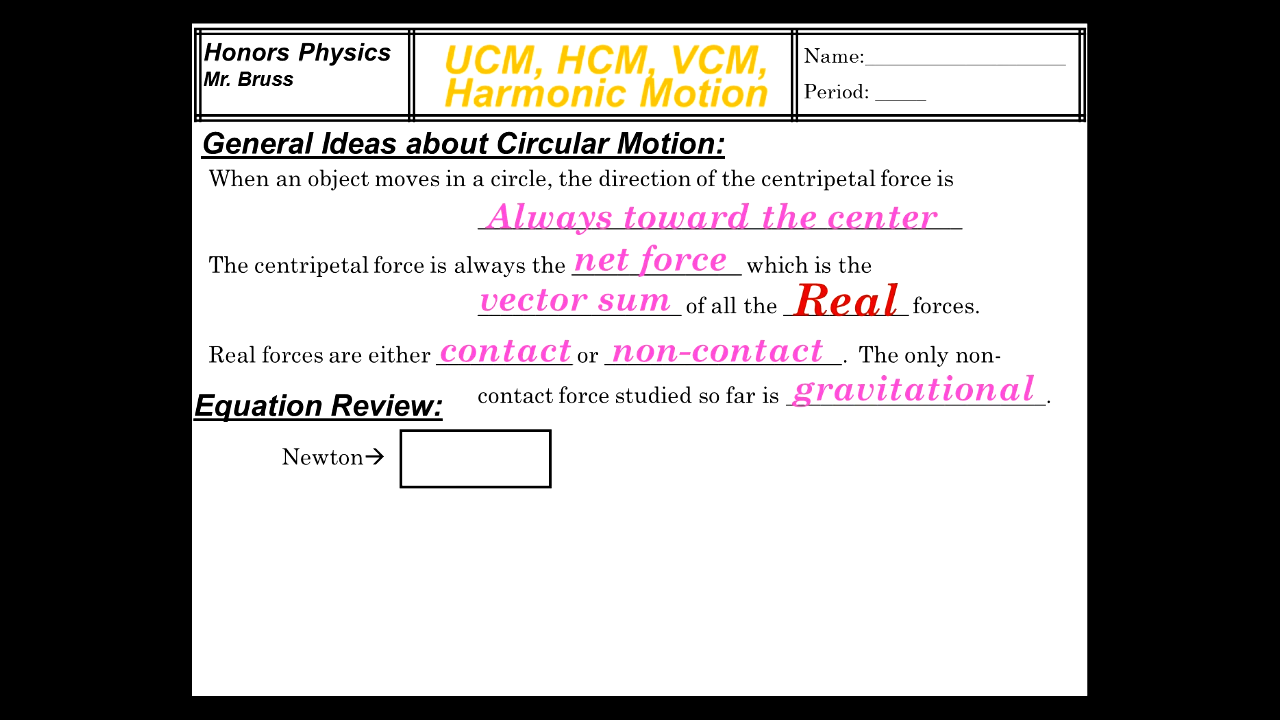 Honors Physics
Mr. Bruss
UCM, HCM, VCM,
Harmonic Motion
Name:____________________
Period: _____
General Ideas about Circular Motion:
When an object moves in a circle, the direction of the centripetal force is
Always toward the center
The centripetal force is always the net force which is the
vector sum of all the Real forces.
Real forces are either contact or non-contact. The only non-
contact force studied so far is gravitational.
Equation Review:
Newton→